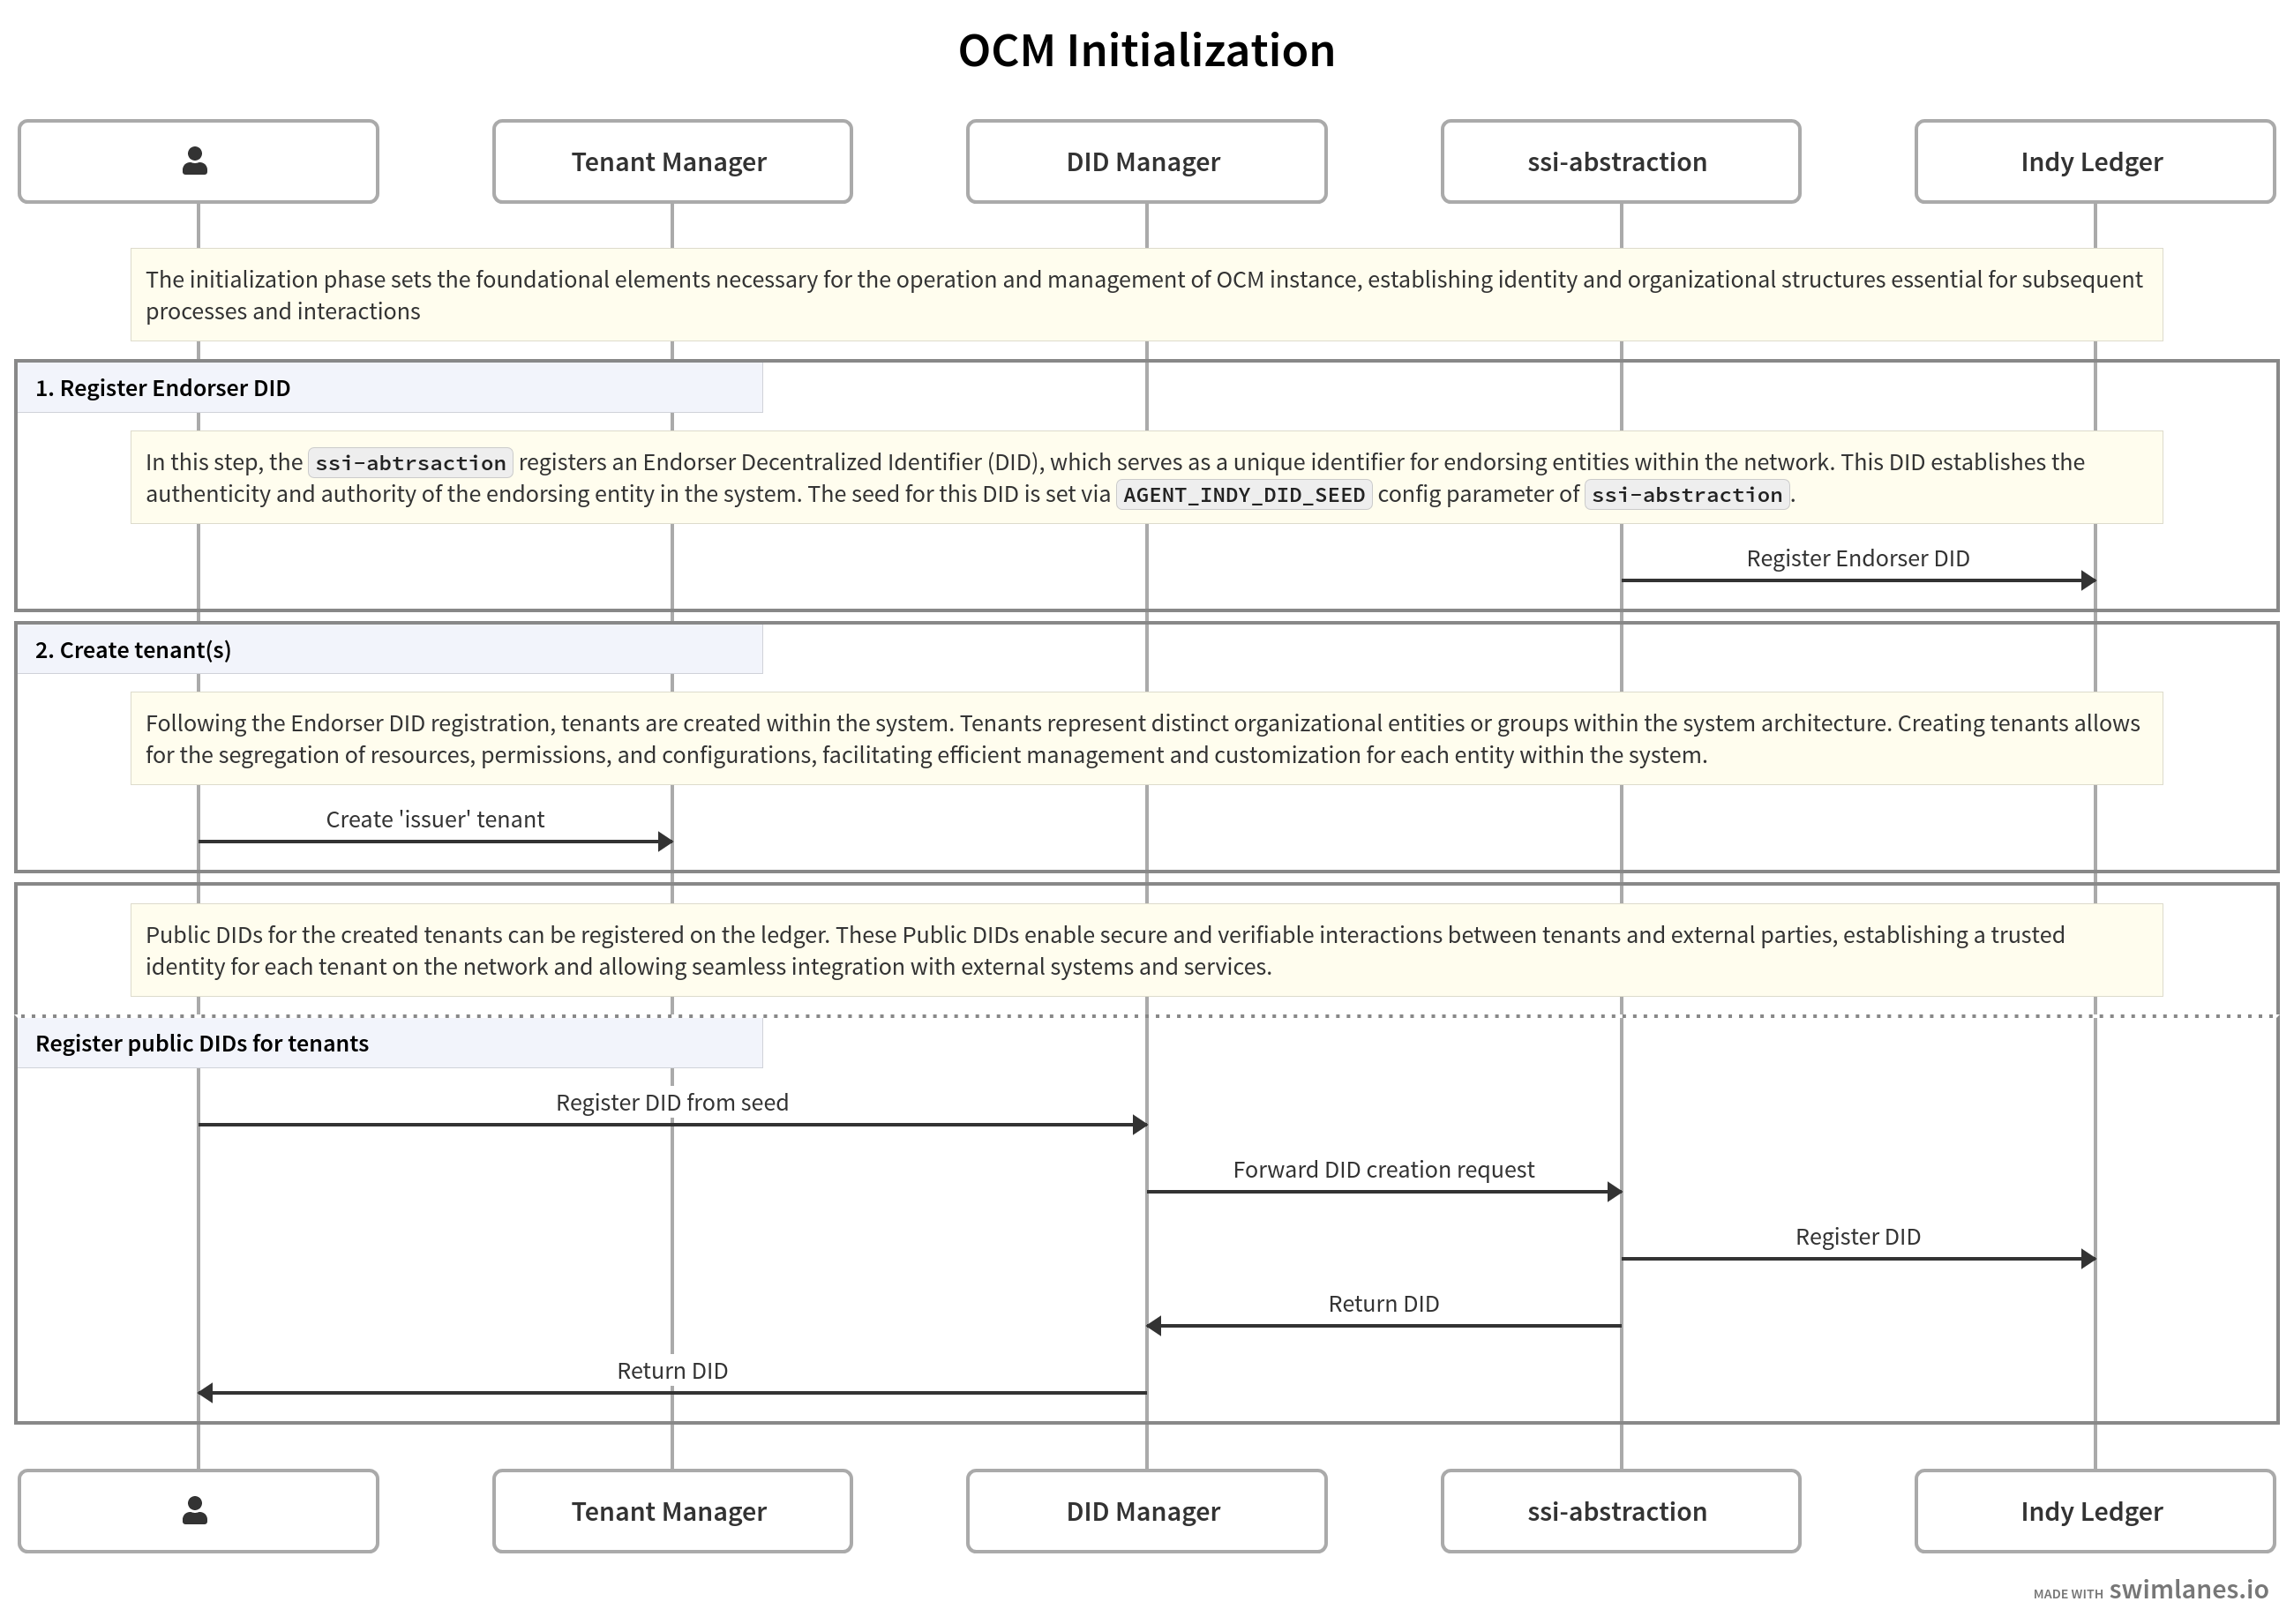 OCM Initialization
Tenant Manager
DID Manager
ssi-abstraction
Indy Ledger
The initialization phase sets the foundational elements necessary for the operation and management of OCM instance, establishing identity and organizational structures essential for subsequent
processes and interactions
1. Register Endorser DID
In this step, the ssi-abtrsaction registers an Endorser Decentralized Identifier (DID), which serves as a unique identifier for endorsing entities within the network. This DID establishes the
authenticity and authority of the endorsing entity in the system. The seed for this DID is set via AGENT_INDY_DID_SEED config parameter of ssi-abstraction.
Register Endorser DID
2. Create tenant(s)
Following the Endorser DID registration, tenants are created within the system. Tenants represent distinct organizational entities or groups within the system architecture. Creating tenants allows
for the segregation of resources, permissions, and configurations, facilitating efficient management and customization for each entity within the system.
Create 'issuer' tenant
Public DIDs for the created tenants can be registered on the ledger. These Public DIDs enable secure and verifiable interactions between tenants and external parties, establishing a trusted
identity for each tenant on the network and allowing seamless integration with external systems and services.
Register public DIDs for tenants
Register DID from seed
Forward DID creation request
Register DID
Return DID
Return DID
Tenant Manager
DID Manager
ssi-abstraction
Indy Ledger
MADE WITH swimlanes.io